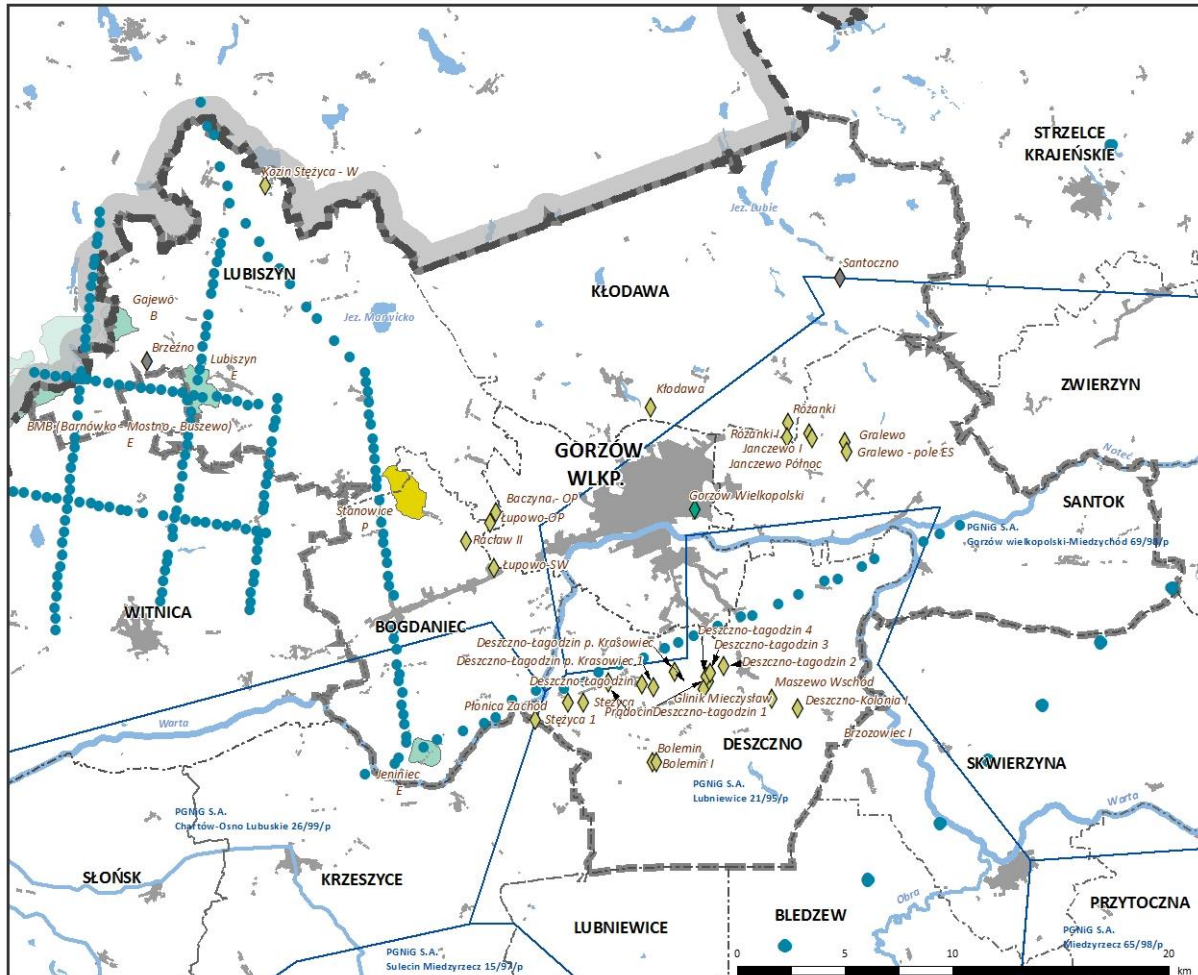 STRZELCE
KRAJEŃSKIE
Kozin Stężyca - W
Jez. Lubie
LUBISZYN
Santoczno
KŁODAWA
Gajewo
B
Jez. Marwicko
Brzeźno
Lubiszyn
E
ZWIERZYN
Kłodawa
BMB (Barnówko - Mostno - Buszewo)
E
Różanki
Różanki I
Janczewo I
Janczewo Północ
Gralewo
Gralewo - pole ES
GORZÓW
WLKP.
Noteć
Gorzów Wielkopolski
SANTOK
Baczyna - OP
Łupowo-OP
Stanowice
P
Racław II
Łupowo-SW
PGNiG S.A.
Gorzów wielkopolski-Miedzychód 69/98/p
WITNICA
BOGDANIEC
Deszczno-Łagodzin 4
Deszczno-Łagodzin p. Krasowiec
Deszczno-Łagodzin 3
Deszczno-Łagodzin p. Krasowiec 1
Deszczno-Łagodzin 2
Deszczno-Łagodzin
Glinik Mieczysław
Maszewo Wschód
Płonica Zachód
Stężyca
Prądocin
Deszczno-Łagodzin 1
Deszczno-Kolonia I
Stężyca 1
Warta
Brzozowiec I
Bolemin
Bolemin I
DESZCZNO
SKWIERZYNA
Jeniniec
E
PGNiG S.A.
Lubniewice 21/95/p
Warta
PGNiG S.A.
Chartów-Osno Lubuskie 26/99/p
SŁOŃSK
KRZESZYCE
Obra
PRZYTOCZNA
BLEDZEW
LUBNIEWICE
PGNiG S.A.
Miedzyrzecz 65/98/p
PGNiG S.A.
Sulecin Miedzyrzecz 15/97/p
0 5 10 20
km